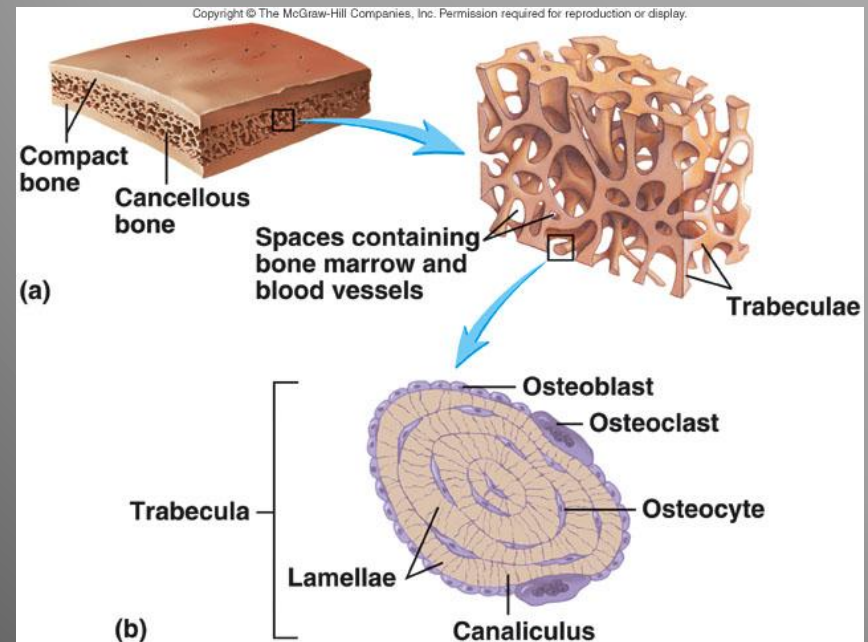 Copyright © The McGraw-Hill Companies, Inc. Permission required for reproduction or display.
Compact
bone
Cancellous
bone
Spaces containing
bone marrow and
blood vessels
(a)
Trabeculae
Osteoblast
Osteoclast
Trabecula
Osteocyte
Lamellae
(b)
Canaliculus